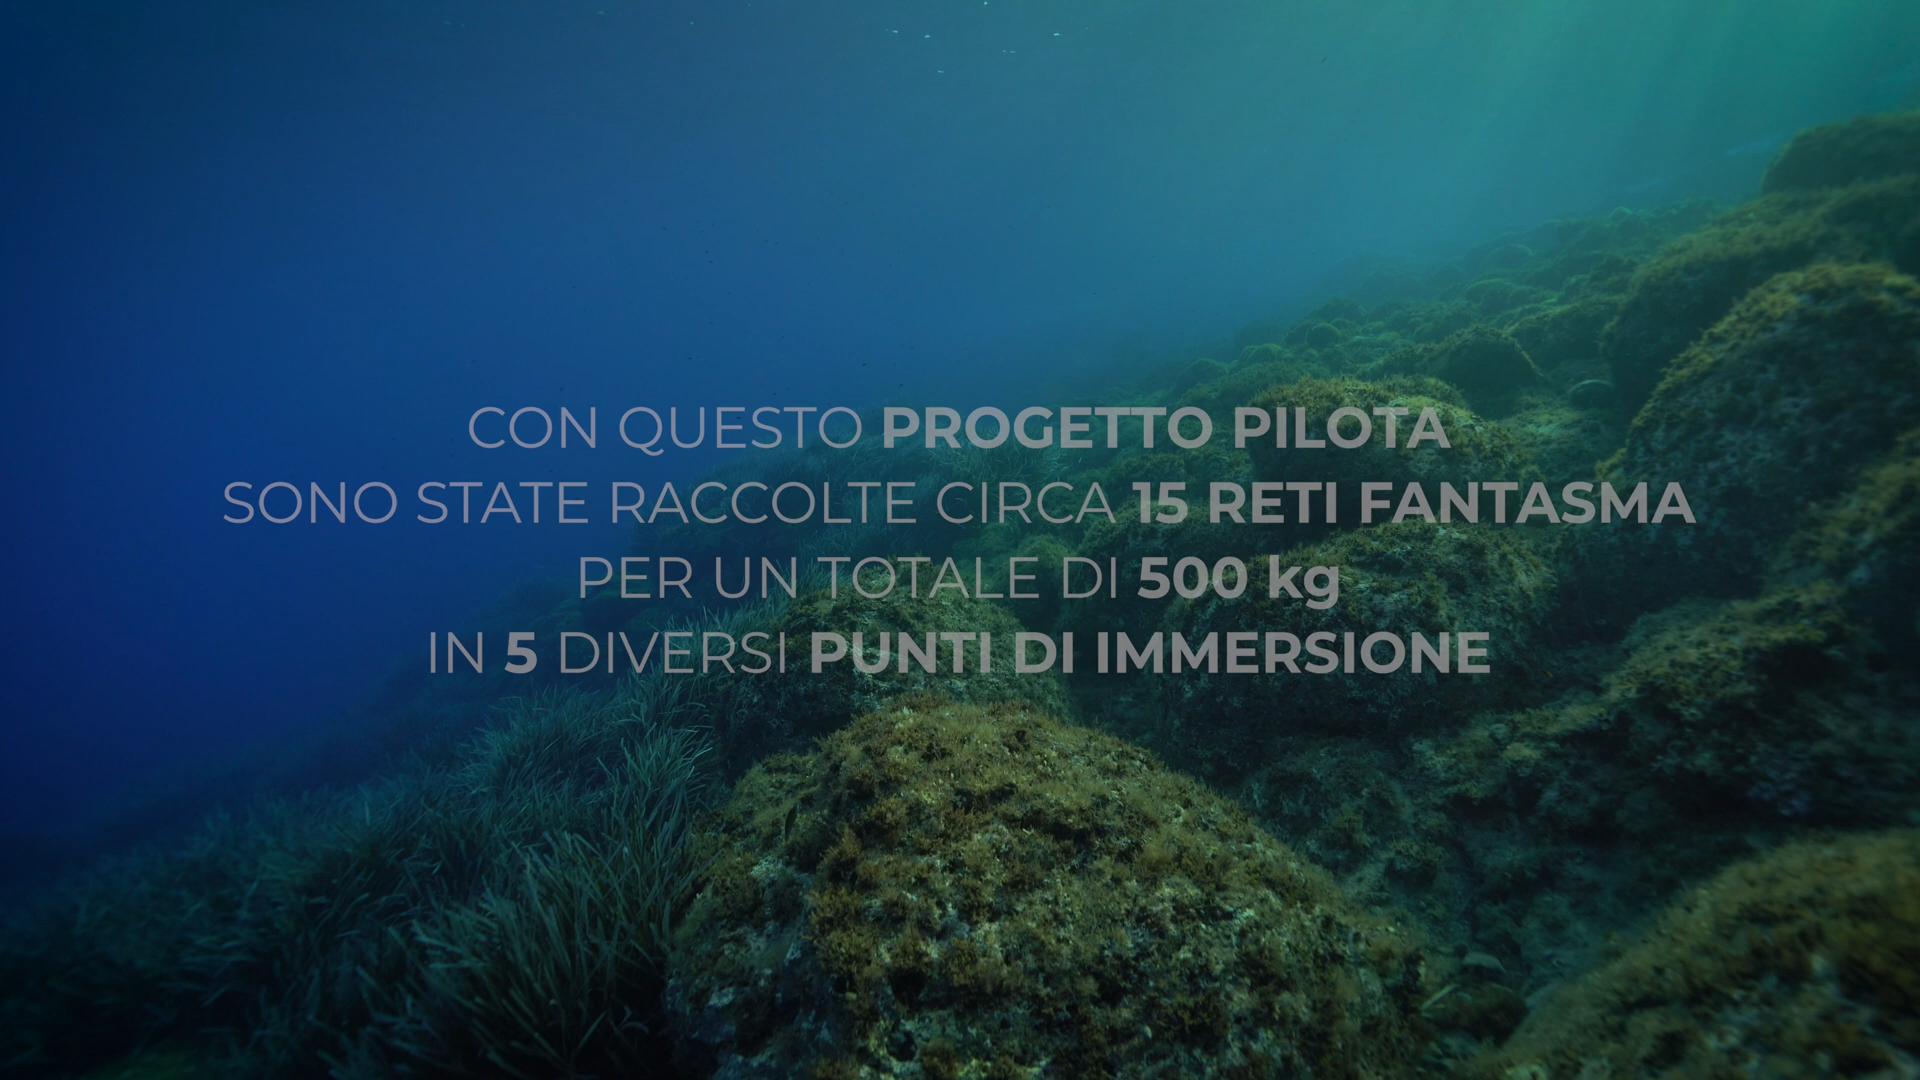 CON QUESTO PROGETTO PILOTA
SONO STATE RACCOLTE CIRCA 15 RETI FANTASMA
PER UN TOTALE DI 500 kg
IN 5 DIVERSI PUNTI DI IMMERSIONE